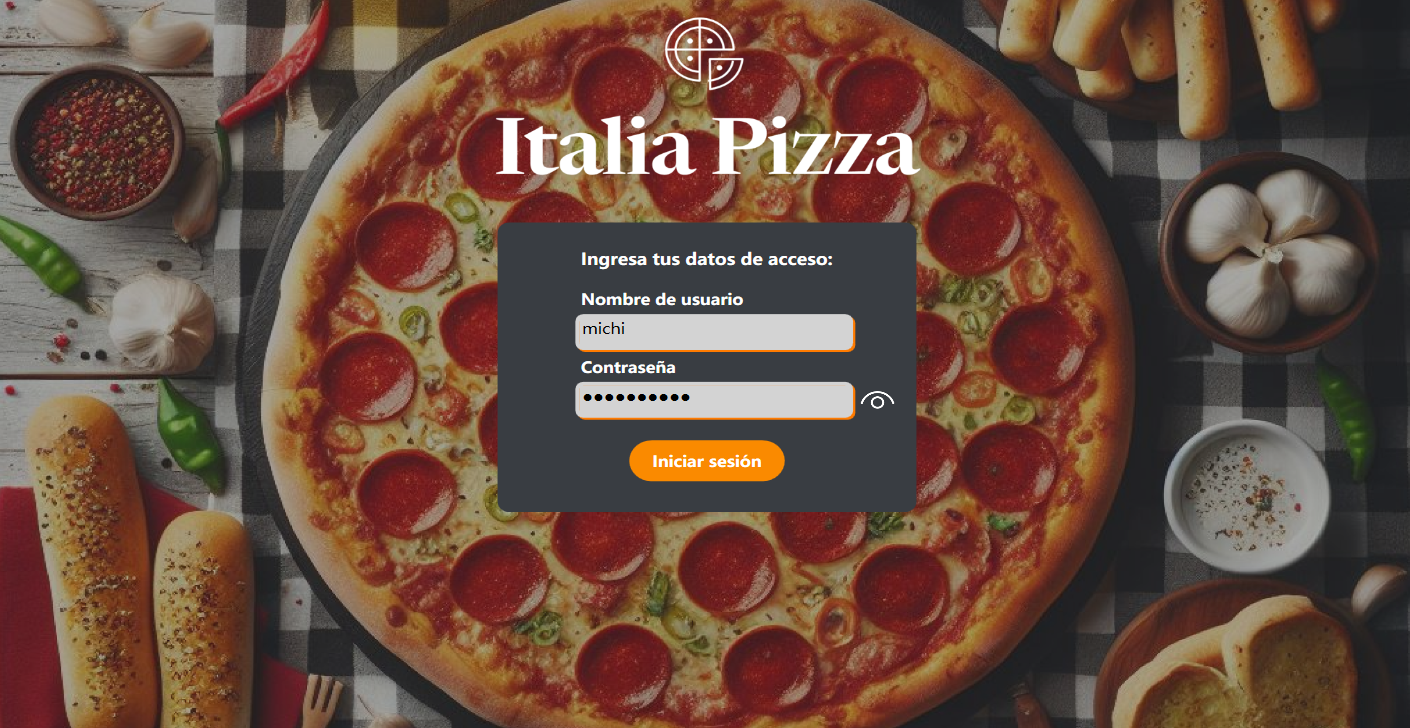 Italia Pizza
Ingresa tus datos de acceso:
Nombre de usuario
michi
Contraseña
••••••••••
Iniciar sesión